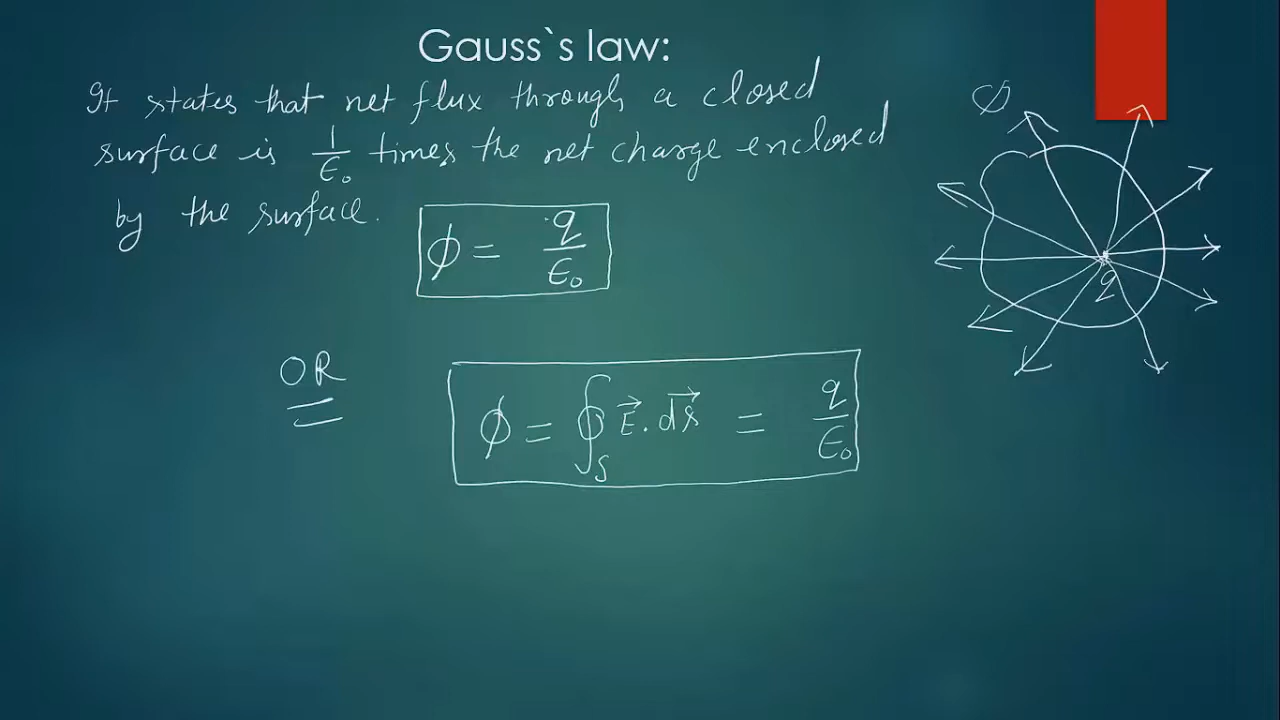 Gauss`s law:
It states that net flux through a closed
surface is 1/ϵ₀ times the net charge enclosed
by the surface.
ϕ = q/ϵ₀
OR
ϕ = ∮ₛ E⃗. ds⃗ = q/ϵ₀
ϕ
q